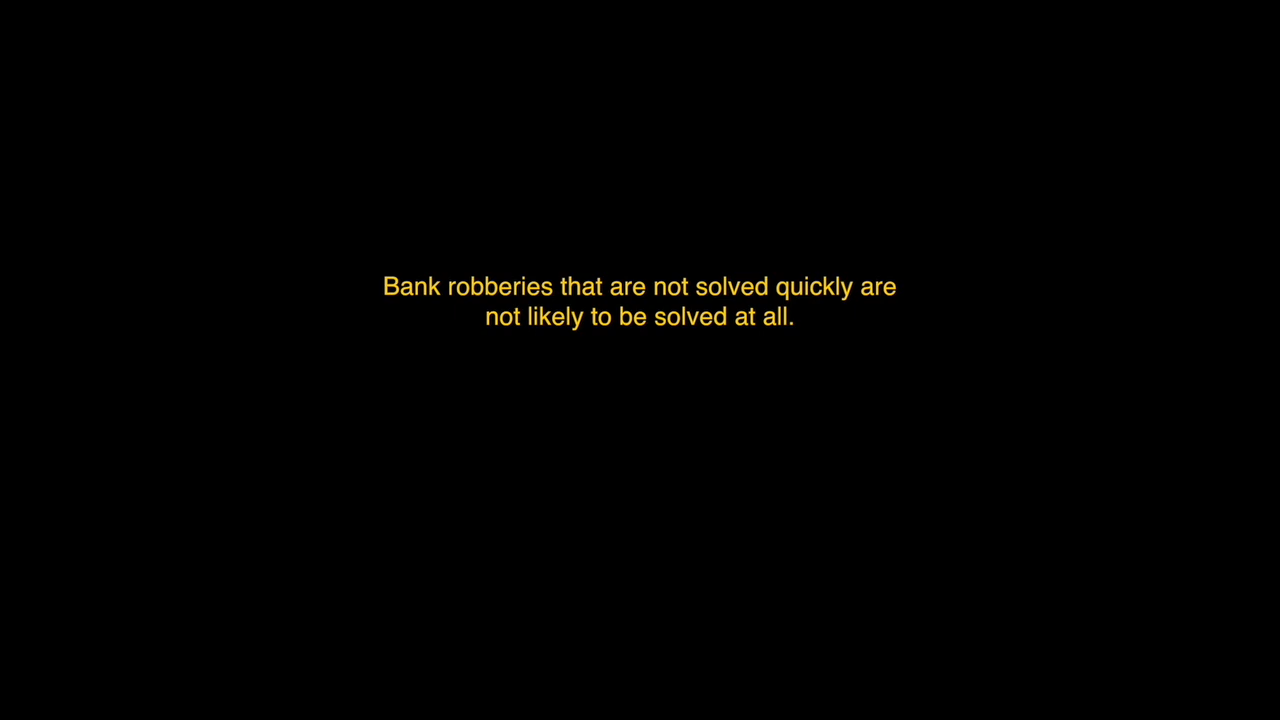 Bank robberies that are not solved quickly are
not likely to be solved at all.